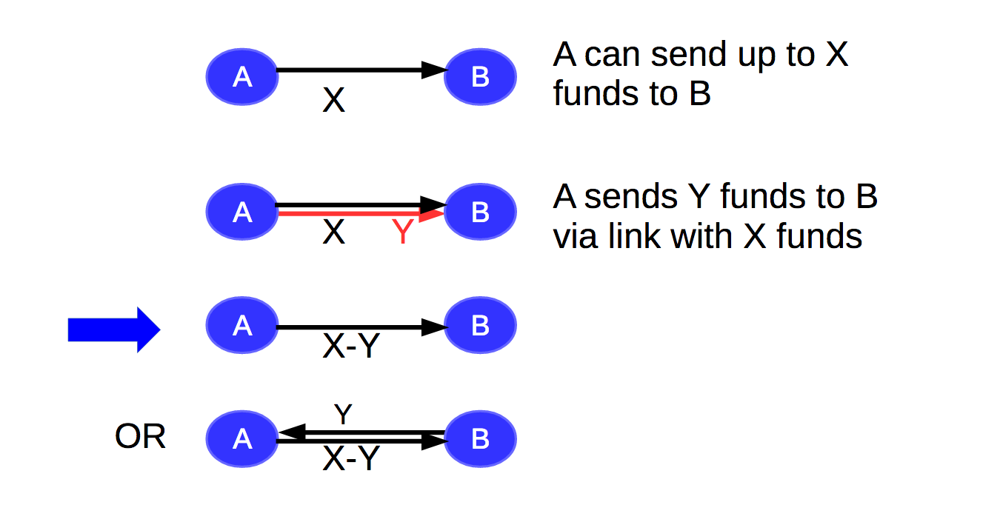 A
B
X
A can send up to X
funds to B
A
B
X
Y
A sends Y funds to B
via link with X funds
A
B
X-Y
OR
A
Y
B
X-Y